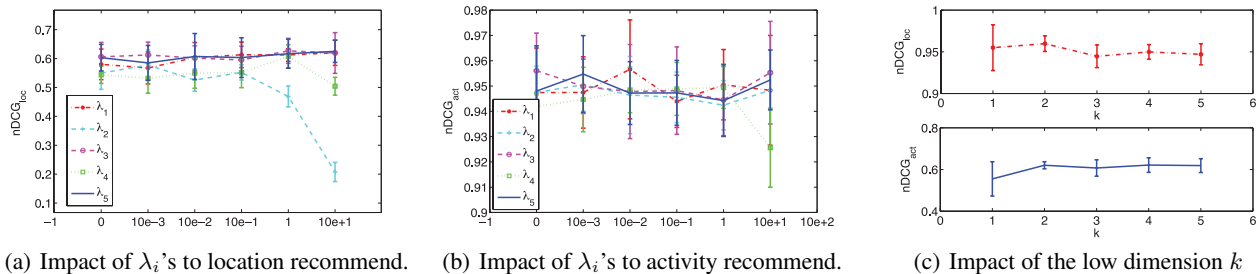 0.7
0.6
0.5
0.4
0.3
0.2
0.1
nDCG_loc
λ1
λ2
λ3
λ4
λ5
−1 0 10e−3 10e−2 10e−1 1 10e+1
(a) Impact of λi's to location recommend.
0.98
0.97
0.96
0.95
0.94
0.93
0.92
0.91
0.9
nDCG_act
λ1
λ2
λ3
λ4
λ5
−1 0 10e−3 10e−2 10e−1 1 10e+1 10e+2
(b) Impact of λi's to activity recommend.
1
0.95
0.9
nDCG_loc
0 1 2 3 4 5 6
k
0.8
0.6
0.4
nDCG_act
0 1 2 3 4 5 6
k
(c) Impact of the low dimension k